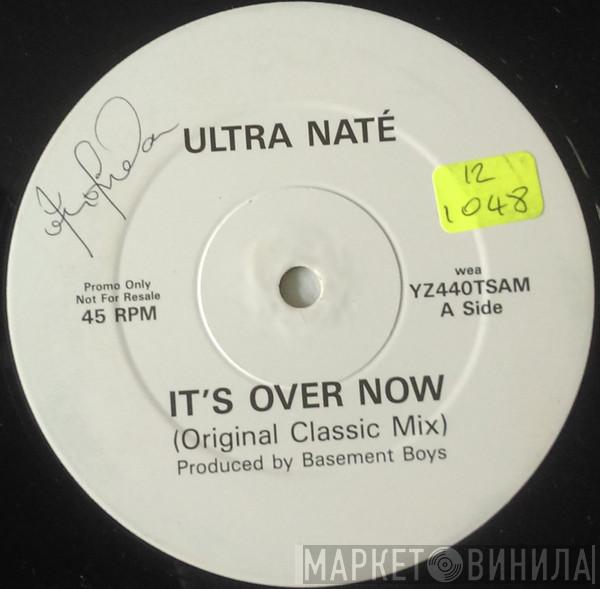 ULTRA NATÉ
12
1048
Promo Only
Not For Resale
45 RPM
wea
YZ440TSAM
A Side
IT'S OVER NOW
(Original Classic Mix)
Produced by Basement Boys
МАРКЕТ ВИНИЛА